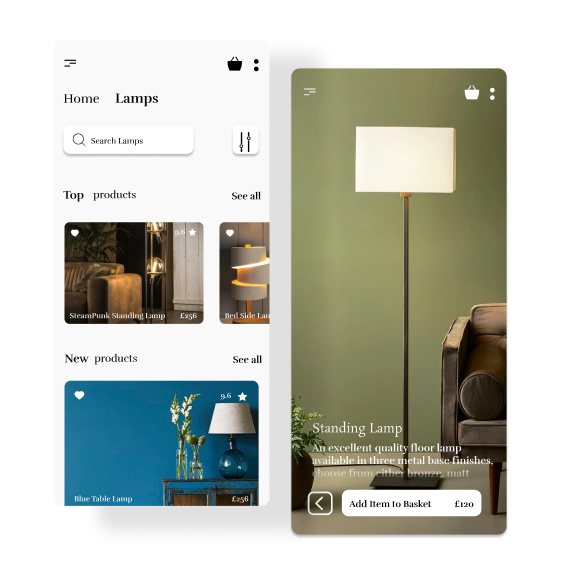 Home Lamps
Search Lamps
Top products See all
9.6
SteamPunk Standing Lamp £256
Bed Side Lan
New products See all
9.6
Blue Table Lamp £256
Standing Lamp
An excellent quality floor lamp
available in three metal base finishes,
choose from either bronze, matt
Add Item to Basket £120